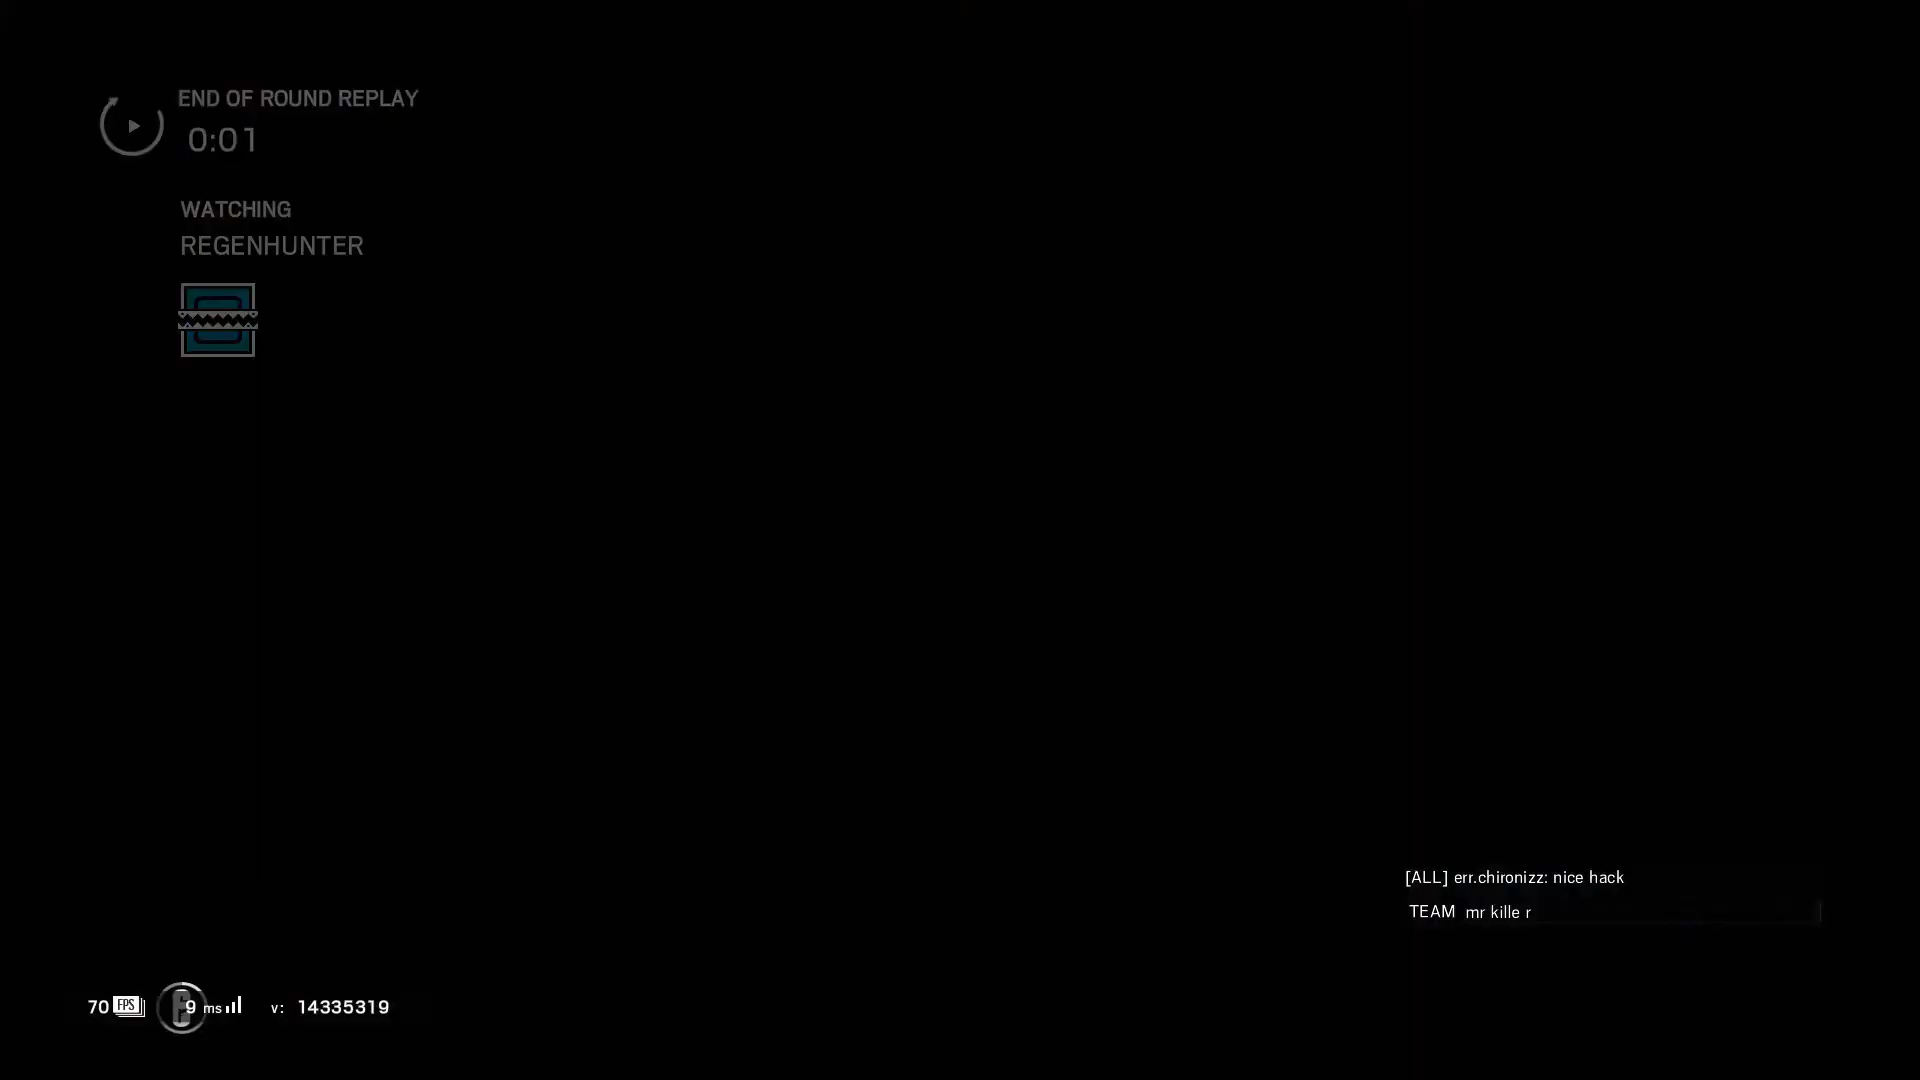 END OF ROUND REPLAY
0:01
WATCHING
REGENHUNTER
[ALL] err.chironizz: nice hack
TEAM mr kille r
70 FPS 9 ms v: 14335319